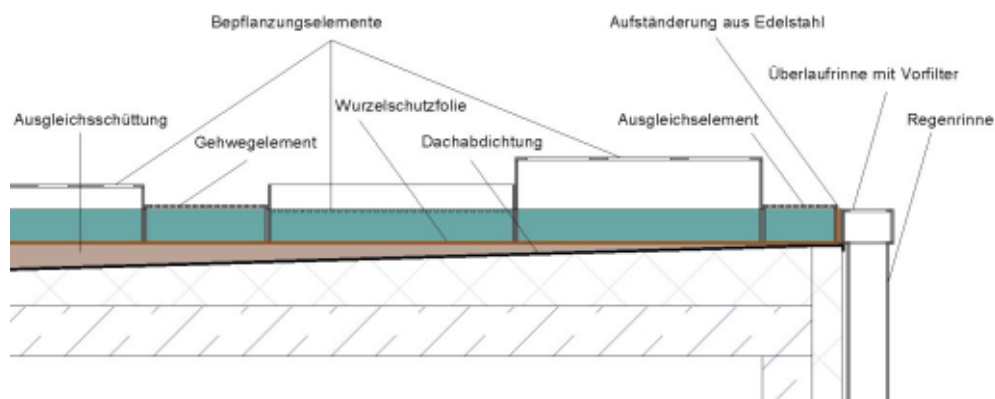 Bepflanzungselemente
Aufständerung aus Edelstahl
Überlaufrinne mit Vorfilter
Wurzelschutzfolie
Ausgleichsschüttung
Ausgleichselement
Regenrinne
Gehwegelement
Dachabdichtung